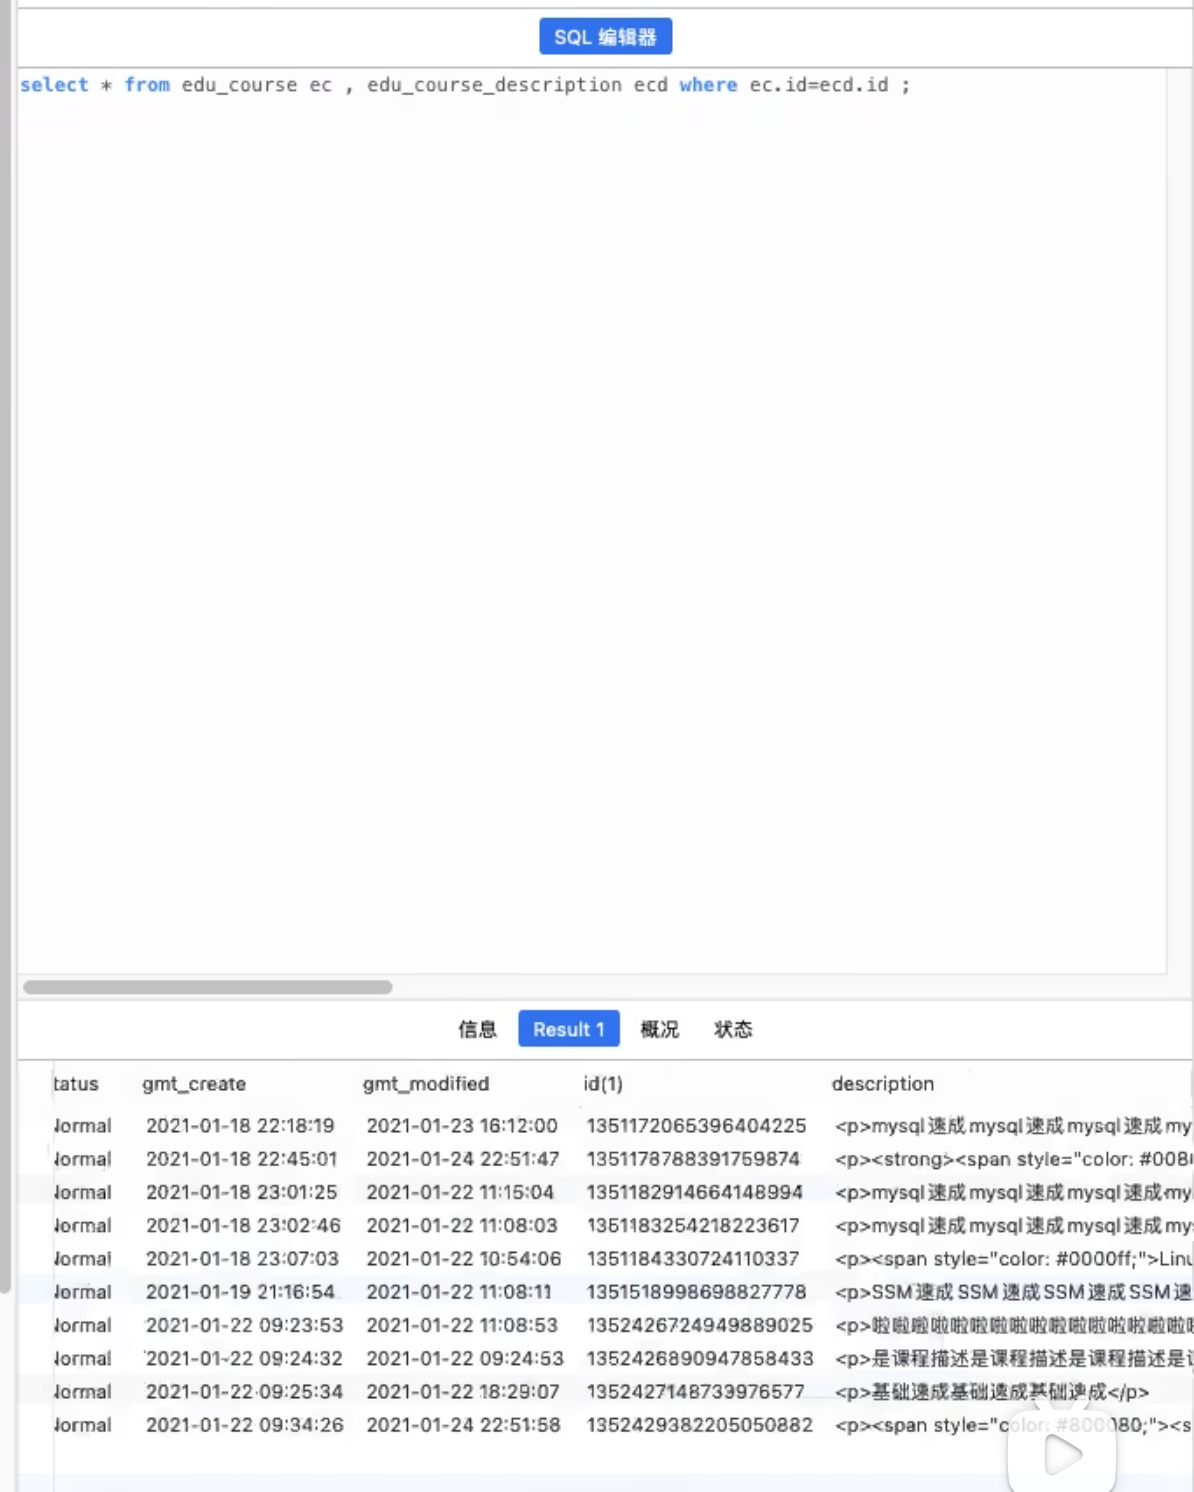 SQL 编辑器
select * from edu_course ec , edu_course_description ecd where ec.id=ecd.id ;
信息 Result 1 概况 状态
tatus gmt_create gmt_modified id(1) description
Normal 2021-01-18 22:18:19 2021-01-23 16:12:00 1351172065396404225 <p>mysql速成mysql速成mysql速成my
Normal 2021-01-18 22:45:01 2021-01-24 22:51:47 1351178788391759874 <p><strong><span style="color: #008
Normal 2021-01-18 23:01:25 2021-01-22 11:15:04 1351182914664148994 <p>mysql速成mysql速成mysql速成my
Normal 2021-01-18 23:02:46 2021-01-22 11:08:03 1351183254218223617 <p>mysql速成mysql速成mysql速成my
Normal 2021-01-18 23:07:03 2021-01-22 10:54:06 1351184330724110337 <p><span style="color: #0000ff;">Linu
Normal 2021-01-19 21:16:54 2021-01-22 11:08:11 1351518998698827778 <p>SSM速成SSM速成SSM速成SSM速
Normal 2021-01-22 09:23:53 2021-01-22 11:08:53 1352426724949889025 <p>啦啦啦啦啦啦啦啦啦啦啦啦啦啦啦啦
Normal 2021-01-22 09:24:32 2021-01-22 09:24:53 1352426890947858433 <p>是课程描述是课程描述是课程描述是
Normal 2021-01-22 09:25:34 2021-01-22 18:29:07 1352427148739976577 <p>基础速成基础速成基础速成</p>
Normal 2021-01-22 09:34:26 2021-01-24 22:51:58 1352429382205050882 <p><span style="color: #800080;"><s